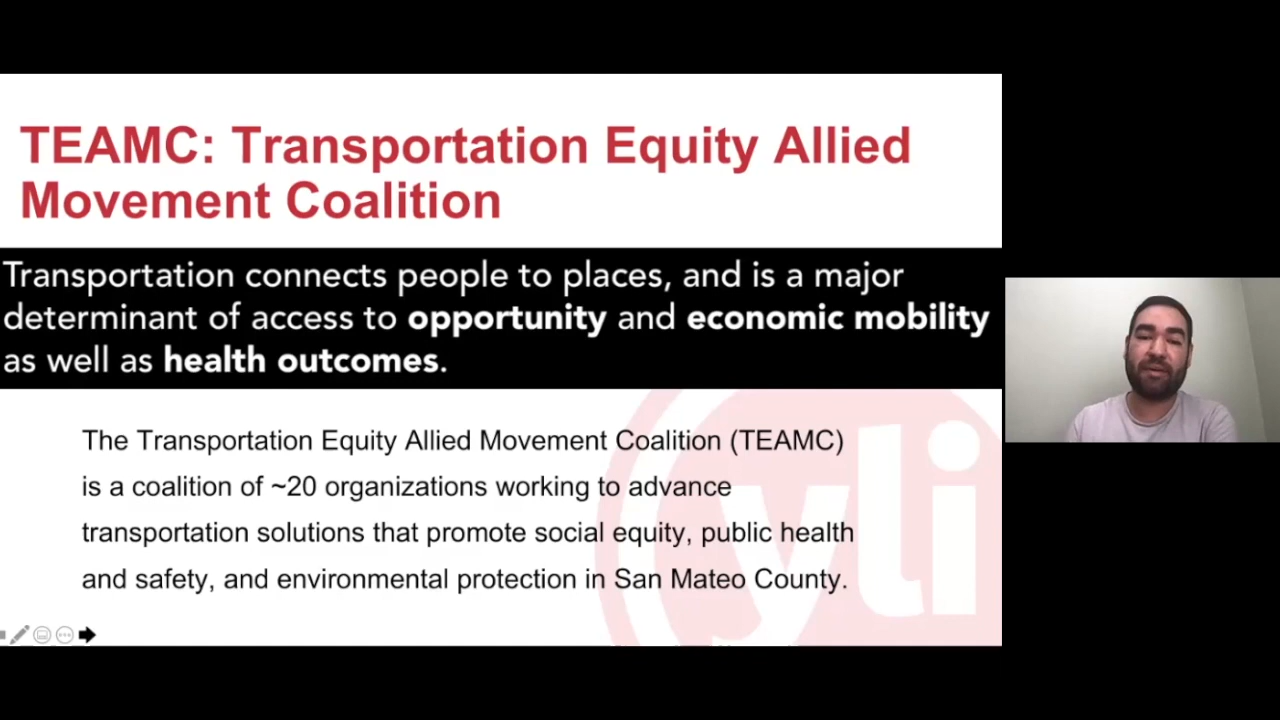 TEAMC: Transportation Equity Allied
Movement Coalition
Transportation connects people to places, and is a major
determinant of access to opportunity and economic mobility
as well as health outcomes.
The Transportation Equity Allied Movement Coalition (TEAMC)
is a coalition of ~20 organizations working to advance
transportation solutions that promote social equity, public health
and safety, and environmental protection in San Mateo County.
yli